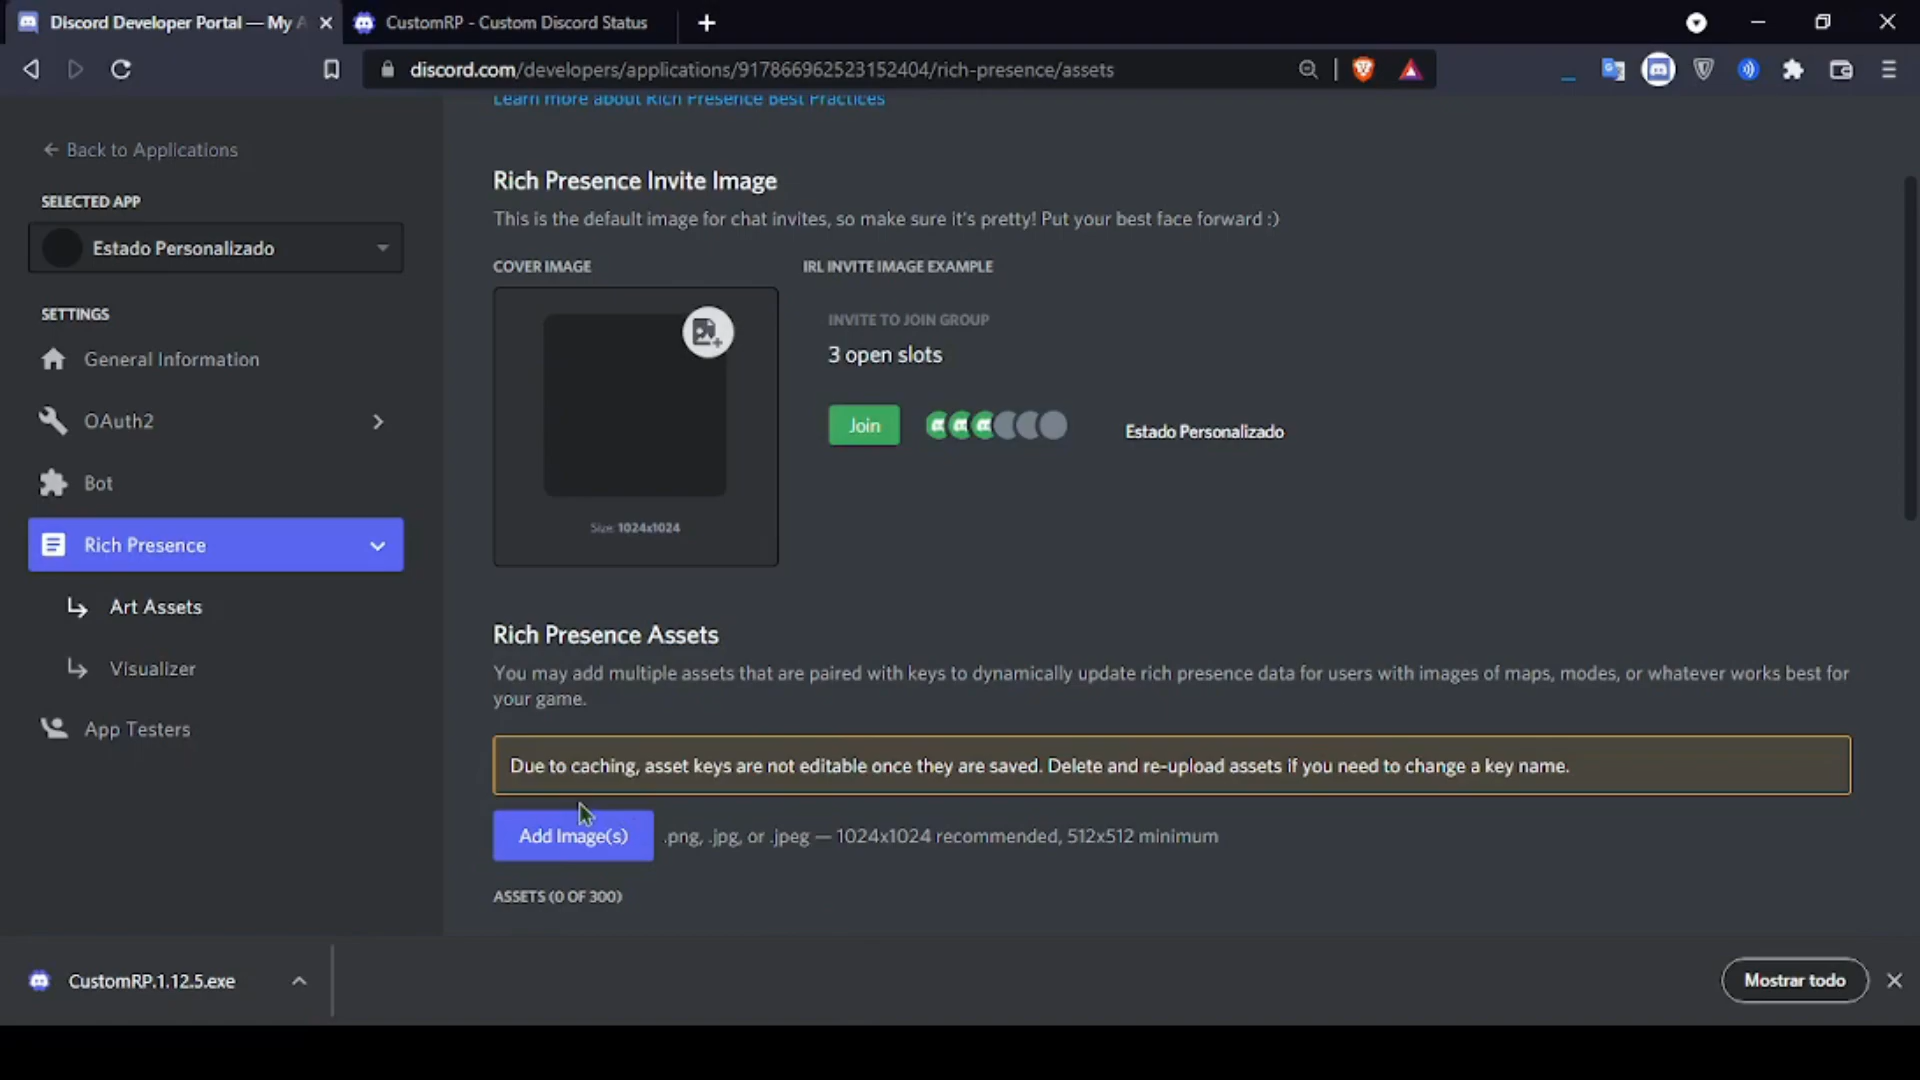 Discord Developer Portal — My A
CustomRP - Custom Discord Status
discord.com/developers/applications/917866962523152404/rich-presence/assets
Learn more about Rich Presence Best Practices
← Back to Applications
SELECTED APP
Estado Personalizado
SETTINGS
General Information
OAuth2
Bot
Rich Presence
Art Assets
Visualizer
App Testers
Rich Presence Invite Image
This is the default image for chat invites, so make sure it's pretty! Put your best face forward :)
COVER IMAGE
IRL INVITE IMAGE EXAMPLE
Size: 1024x1024
INVITE TO JOIN GROUP
3 open slots
Join
Estado Personalizado
Rich Presence Assets
You may add multiple assets that are paired with keys to dynamically update rich presence data for users with images of maps, modes, or whatever works best for
your game.
Due to caching, asset keys are not editable once they are saved. Delete and re-upload assets if you need to change a key name.
Add Image(s)
.png, .jpg, or .jpeg — 1024x1024 recommended, 512x512 minimum
ASSETS (0 OF 300)
CustomRP.1.12.5.exe
Mostrar todo